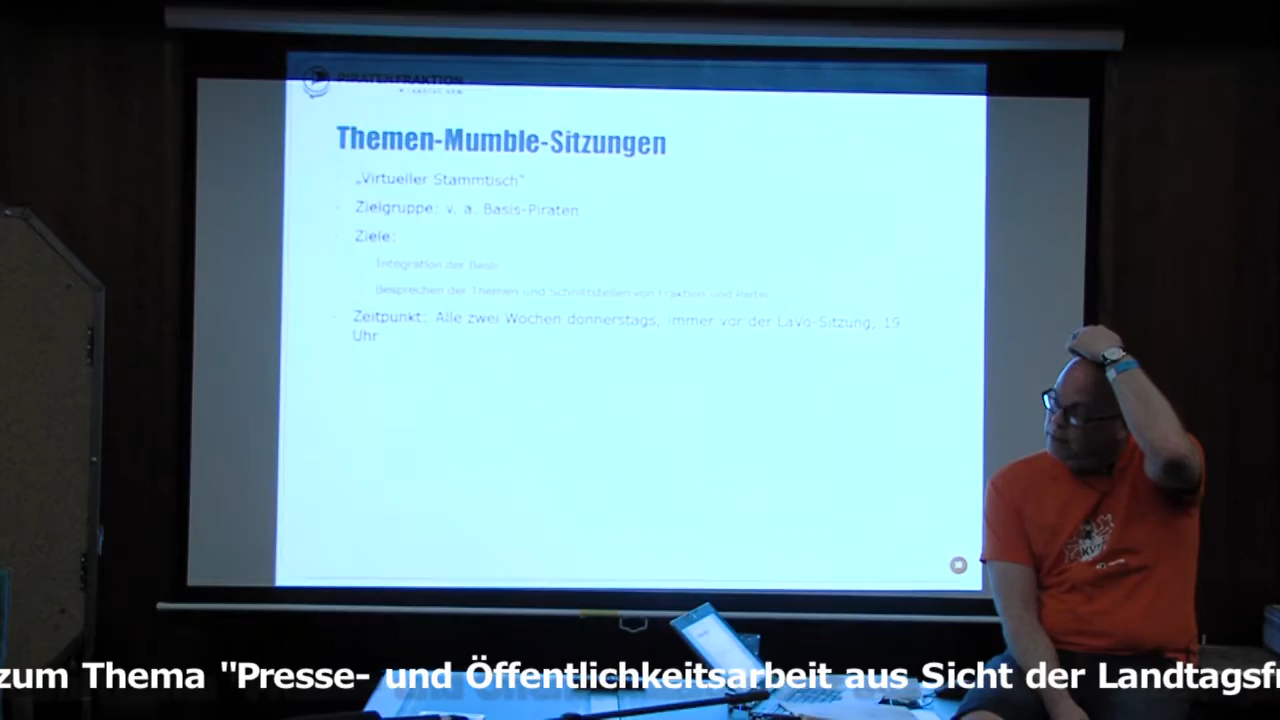 PIRATENFRAKTION
Themen-Mumble-Sitzungen
„Virtueller Stammtisch“
Zielgruppe: v. a. Basis-Piraten
Ziele:
Integration der Basis
Besprechen der Themen und Schnittstellen von Fraktion und Partei
Zeitpunkt: Alle zwei Wochen donnerstags, immer vor der LaVo-Sitzung, 19
Uhr
zum Thema "Presse- und Öffentlichkeitsarbeit aus Sicht der Landtagsfr